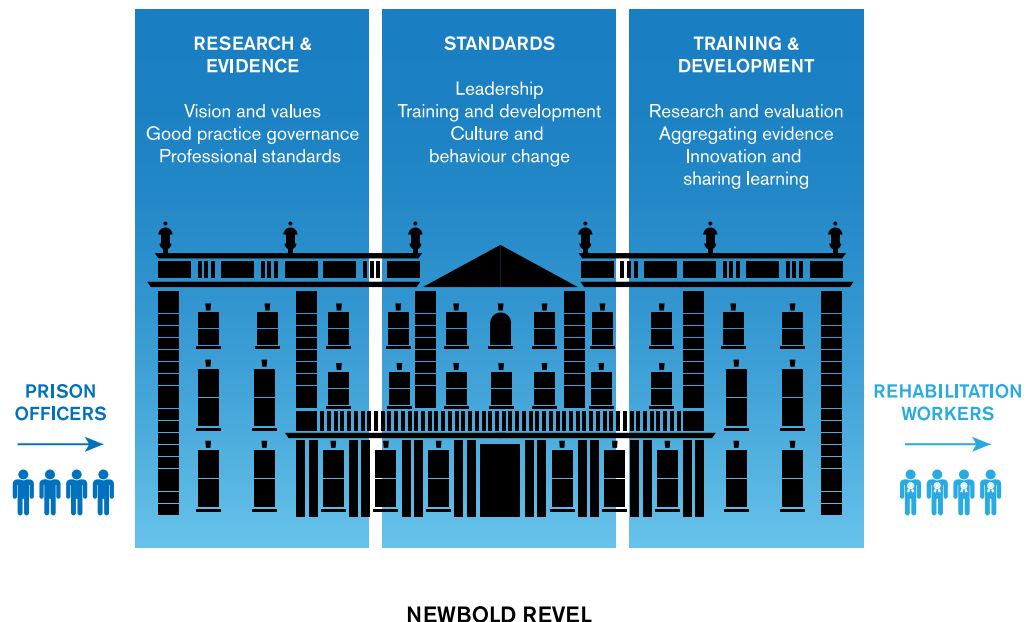 RESEARCH &
EVIDENCE
Vision and values
Good practice governance
Professional standards
STANDARDS
Leadership
Training and development
Culture and
behaviour change
TRAINING &
DEVELOPMENT
Research and evaluation
Aggregating evidence
Innovation and
sharing learning
PRISON
OFFICERS
REHABILITATION
WORKERS
NEWBOLD REVEL